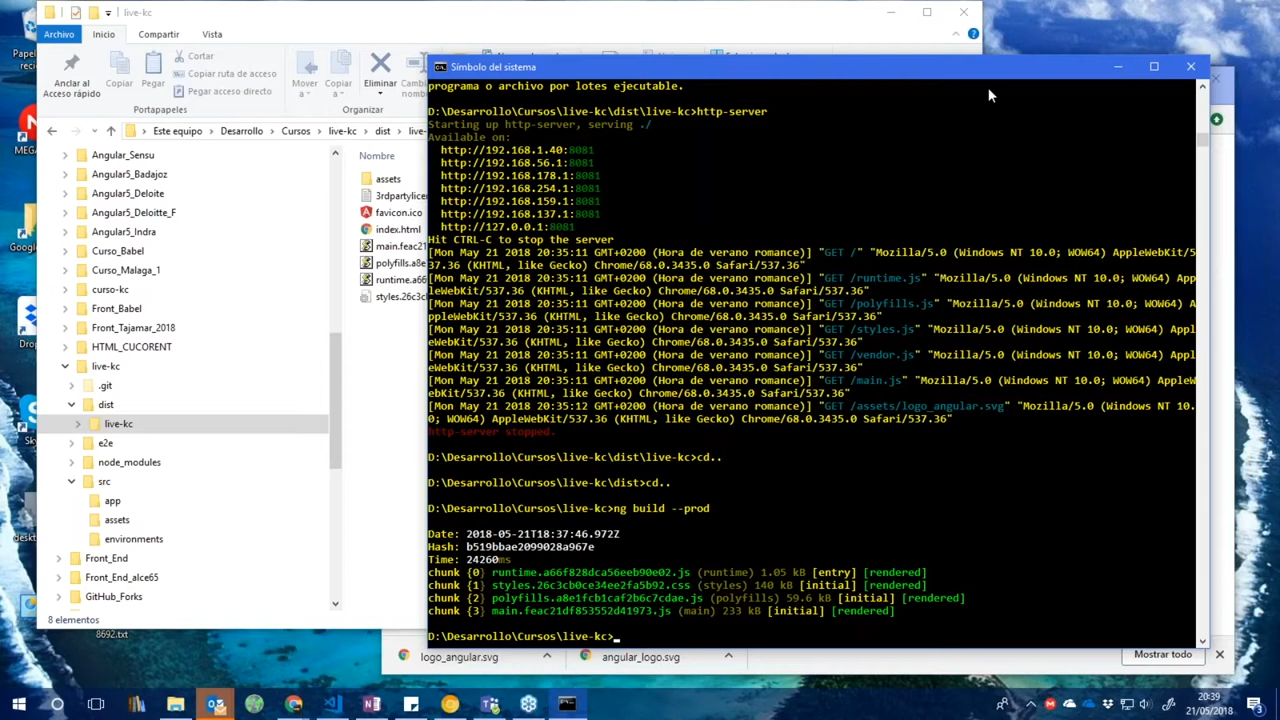 live-kc
Archivo
Inicio
Compartir
Vista
Anclar al
Acceso rápido
Copiar
Pegar
Cortar
Copiar ruta de acceso
Pegar acceso directo
Portapapeles
Mover
a
Copiar
a
Eliminar
Organizar
Este equipo
Desarrollo
Cursos
live-kc
dist
Nombre
Angular_Sensu
Angular5_Badajoz
Angular5_Deloite
Angular5_Deloitte_F
Angular5_Indra
Curso_Babel
Curso_Malaga_1
curso-kc
Front_Babel
Front_Tajamar_2018
HTML_CUCORENT
live-kc
.git
dist
live-kc
e2e
node_modules
src
app
assets
environments
Front_End
Front_End_alce65
GitHub_Forks
8 elementos
8692.txt
assets
3rdpartylice
favicon.ico
index.html
main.feac21
polyfills.a8e
runtime.a66
styles.26c3c
Símbolo del sistema
programa o archivo por lotes ejecutable.
D:\Desarrollo\Cursos\live-kc\dist\live-kc>http-server
Starting up http-server, serving ./
Available on:
http://192.168.1.40:8081
http://192.168.56.1:8081
http://192.168.178.1:8081
http://192.168.254.1:8081
http://192.168.159.1:8081
http://192.168.137.1:8081
http://127.0.0.1:8081
Hit CTRL-C to stop the server
[Mon May 21 2018 20:35:11 GMT+0200 (Hora de verano romance)] "GET /" "Mozilla/5.0 (Windows NT 10.0; WOW64) AppleWebKit/5
37.36 (KHTML, like Gecko) Chrome/68.0.3435.0 Safari/537.36"
[Mon May 21 2018 20:35:11 GMT+0200 (Hora de verano romance)] "GET /runtime.js" "Mozilla/5.0 (Windows NT 10.0; WOW64) App
leWebKit/537.36 (KHTML, like Gecko) Chrome/68.0.3435.0 Safari/537.36"
[Mon May 21 2018 20:35:11 GMT+0200 (Hora de verano romance)] "GET /polyfills.js" "Mozilla/5.0 (Windows NT 10.0; WOW64) A
ppleWebKit/537.36 (KHTML, like Gecko) Chrome/68.0.3435.0 Safari/537.36"
[Mon May 21 2018 20:35:11 GMT+0200 (Hora de verano romance)] "GET /styles.js" "Mozilla/5.0 (Windows NT 10.0; WOW64) Appl
eWebKit/537.36 (KHTML, like Gecko) Chrome/68.0.3435.0 Safari/537.36"
[Mon May 21 2018 20:35:11 GMT+0200 (Hora de verano romance)] "GET /vendor.js" "Mozilla/5.0 (Windows NT 10.0; WOW64) Appl
eWebKit/537.36 (KHTML, like Gecko) Chrome/68.0.3435.0 Safari/537.36"
[Mon May 21 2018 20:35:11 GMT+0200 (Hora de verano romance)] "GET /main.js" "Mozilla/5.0 (Windows NT 10.0; WOW64) AppleW
ebKit/537.36 (KHTML, like Gecko) Chrome/68.0.3435.0 Safari/537.36"
[Mon May 21 2018 20:35:12 GMT+0200 (Hora de verano romance)] "GET /assets/logo_angular.svg" "Mozilla/5.0 (Windows NT 10.
0; WOW64) AppleWebKit/537.36 (KHTML, like Gecko) Chrome/68.0.3435.0 Safari/537.36"
http-server stopped.
D:\Desarrollo\Cursos\live-kc\dist\live-kc>cd..
D:\Desarrollo\Cursos\live-kc\dist>cd..
D:\Desarrollo\Cursos\live-kc>ng build --prod
Date: 2018-05-21T18:37:46.972Z
Hash: b519bbae2099028a967e
Time: 24260ms
chunk {0} runtime.a66f828dca56eeb90e02.js (runtime) 1.05 kB [entry] [rendered]
chunk {1} styles.26c3cb0ce34ee2fa5b92.css (styles) 140 kB [initial] [rendered]
chunk {2} polyfills.a8e1fcb1caf2b6c7cdae.js (polyfills) 59.6 kB [initial] [rendered]
chunk {3} main.feac21df853552d41973.js (main) 233 kB [initial] [rendered]
D:\Desarrollo\Cursos\live-kc>_
logo_angular.svg
angular_logo.svg
Mostrar todo
20:39
21/05/2018